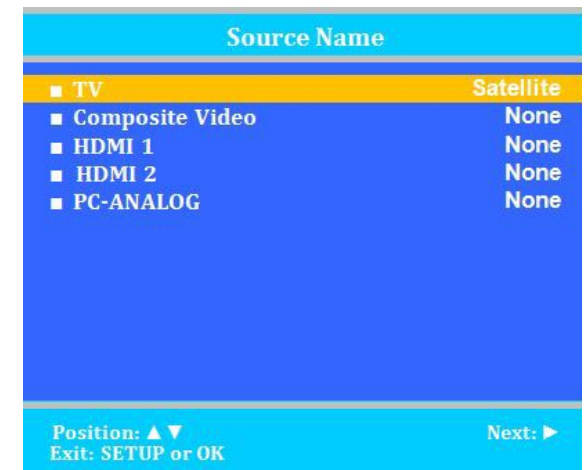 Source Name
■ TV Satellite
■ Composite Video None
■ HDMI 1 None
■ HDMI 2 None
■ PC-ANALOG None
Position: ▲ ▼ Next: ►
Exit: SETUP or OK